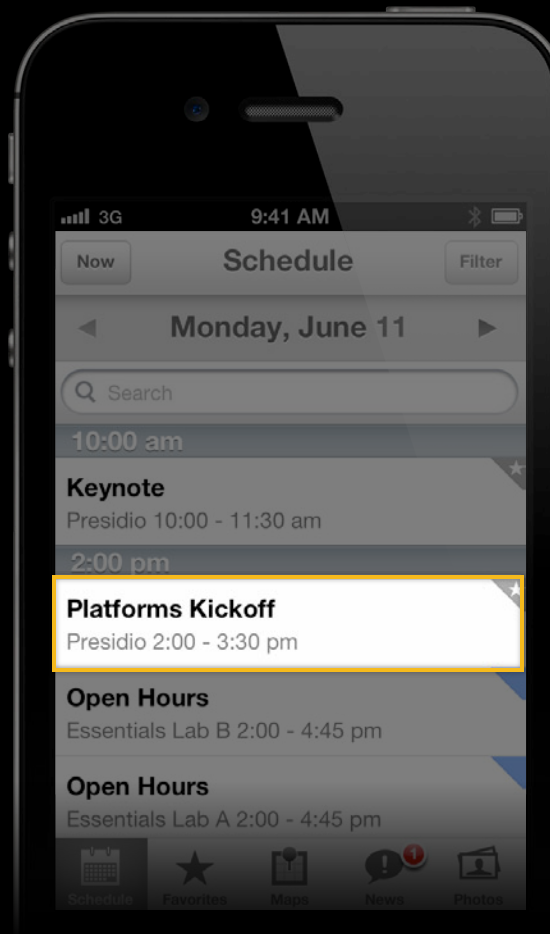 3G 9:41 AM
Now Schedule Filter
Monday, June 11
Search
10:00 am
Keynote
Presidio 10:00 - 11:30 am
2:00 pm
Platforms Kickoff
Presidio 2:00 - 3:30 pm
Open Hours
Essentials Lab B 2:00 - 4:45 pm
Open Hours
Essentials Lab A 2:00 - 4:45 pm
1
Schedule Favorites Maps News Photos